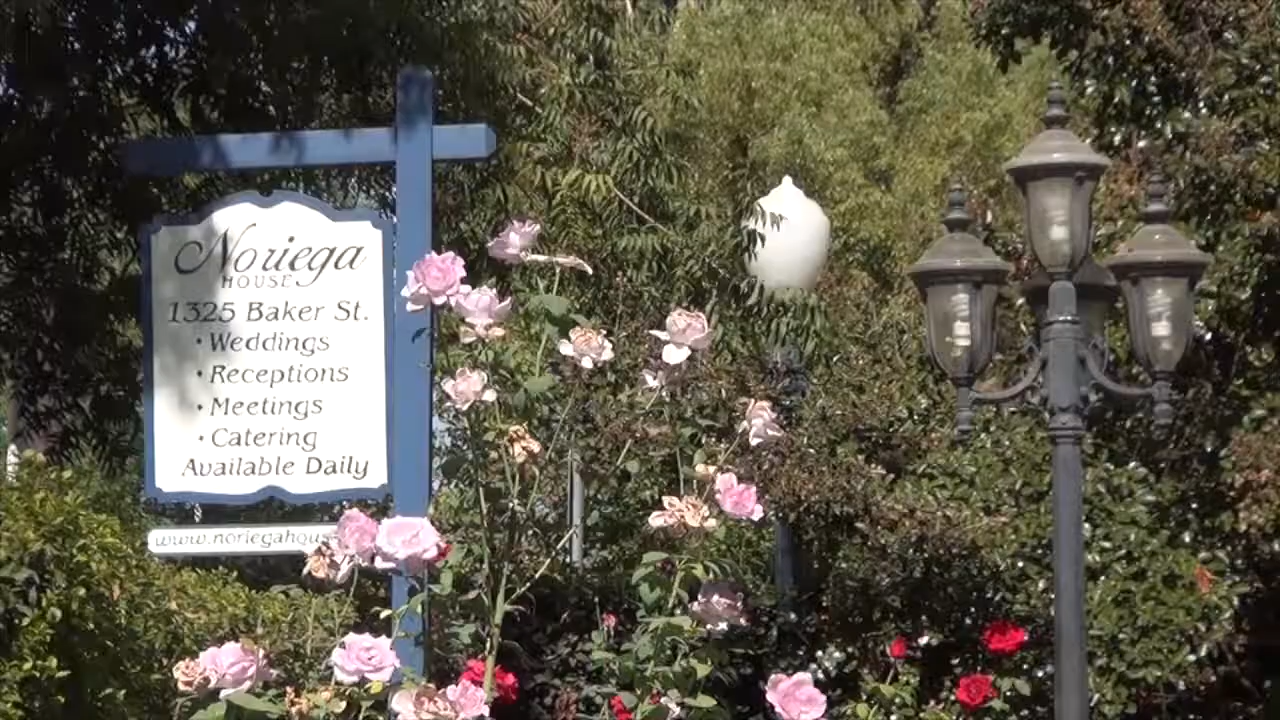 Noriega
HOUSE
1325 Baker St.
• Weddings
• Receptions
• Meetings
• Catering
Available Daily
www.noriegahou